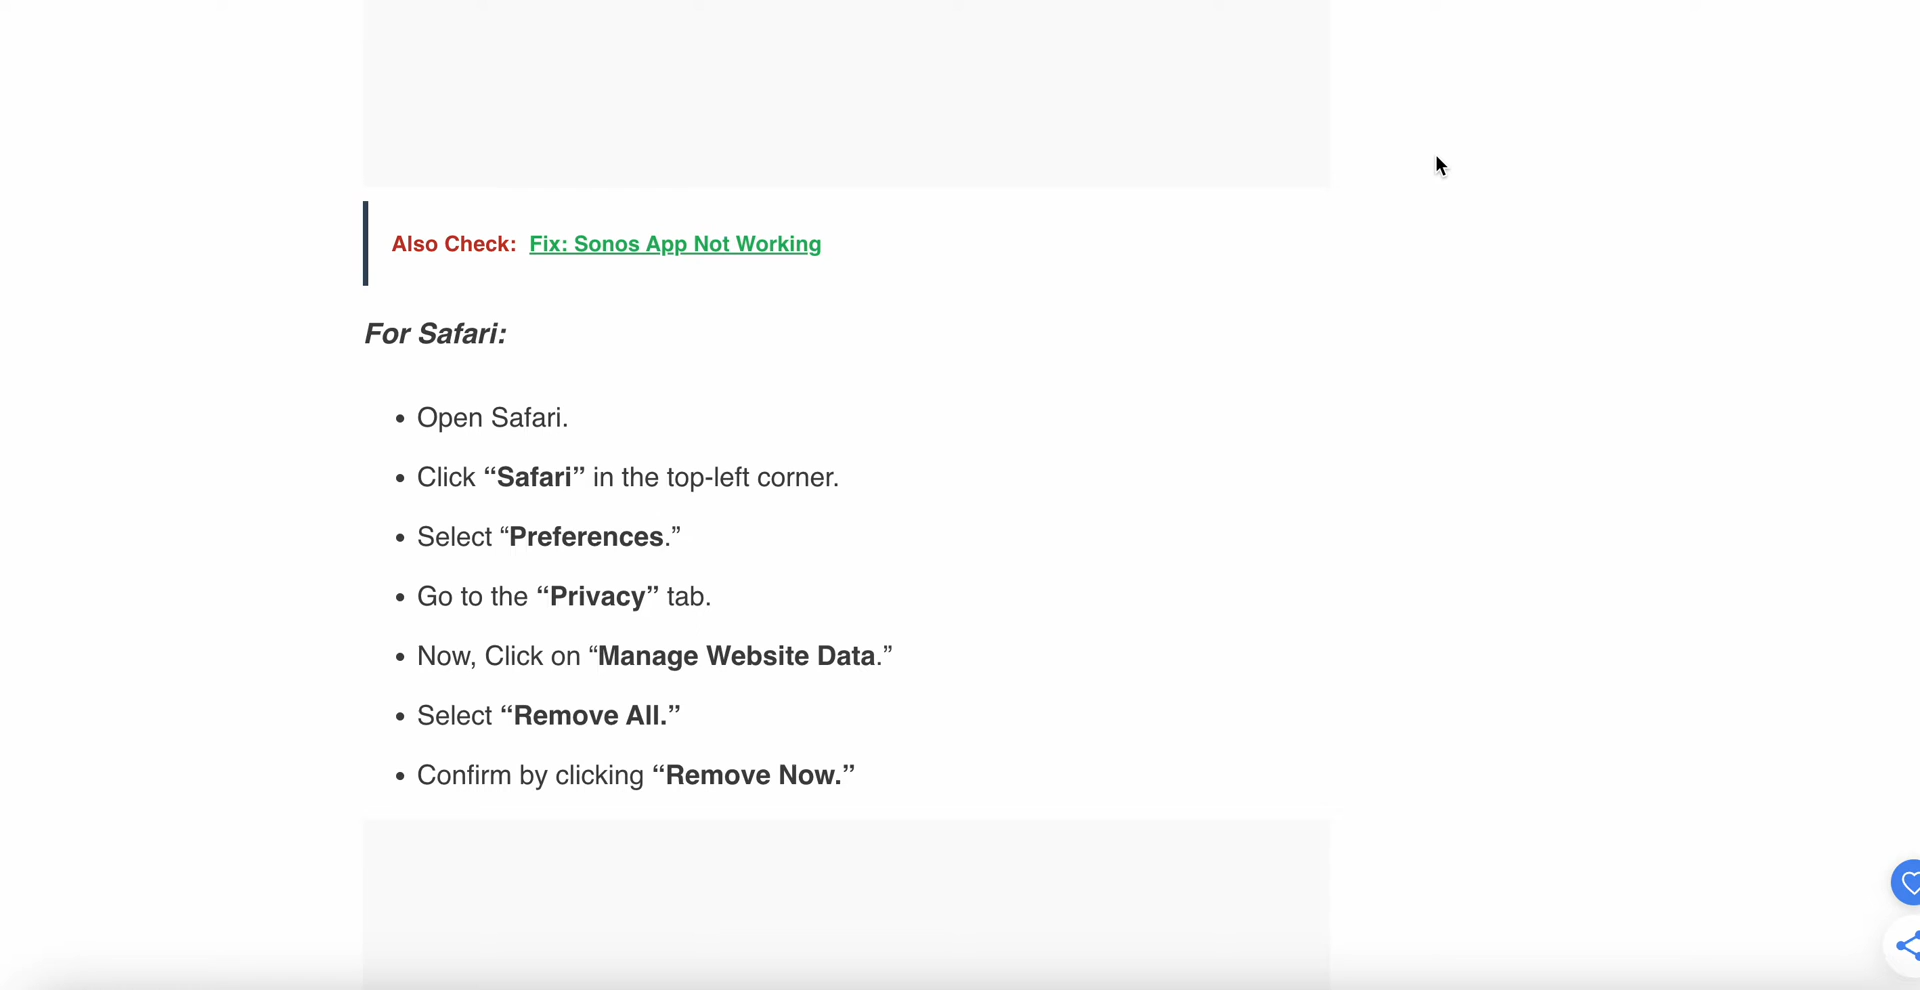 Also Check: Fix: Sonos App Not Working
For Safari:
• Open Safari.
• Click “Safari” in the top-left corner.
• Select “Preferences.”
• Go to the “Privacy” tab.
• Now, Click on “Manage Website Data.”
• Select “Remove All.”
• Confirm by clicking “Remove Now.”